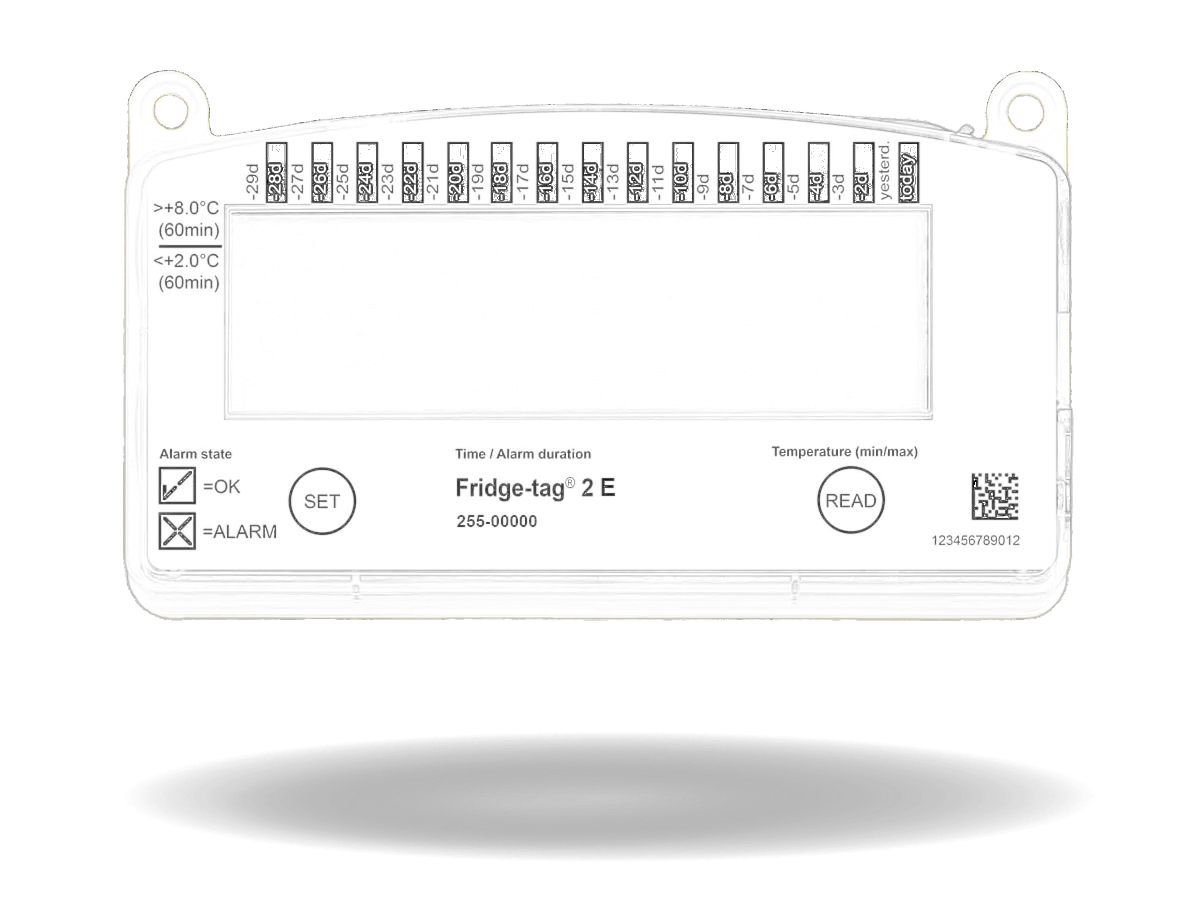 -29d -28d -27d -26d -25d -24d -23d -22d -21d -20d -19d -18d -17d -16d -15d -14d -13d -12d -11d -10d -9d -8d -7d -6d -5d -4d -3d -2d yesterd. today
>+8.0°C
(60min)
<+2.0°C
(60min)
Alarm state
=OK
=ALARM
SET
Time / Alarm duration
Fridge-tag® 2 E
255-00000
Temperature (min/max)
READ
123456789012